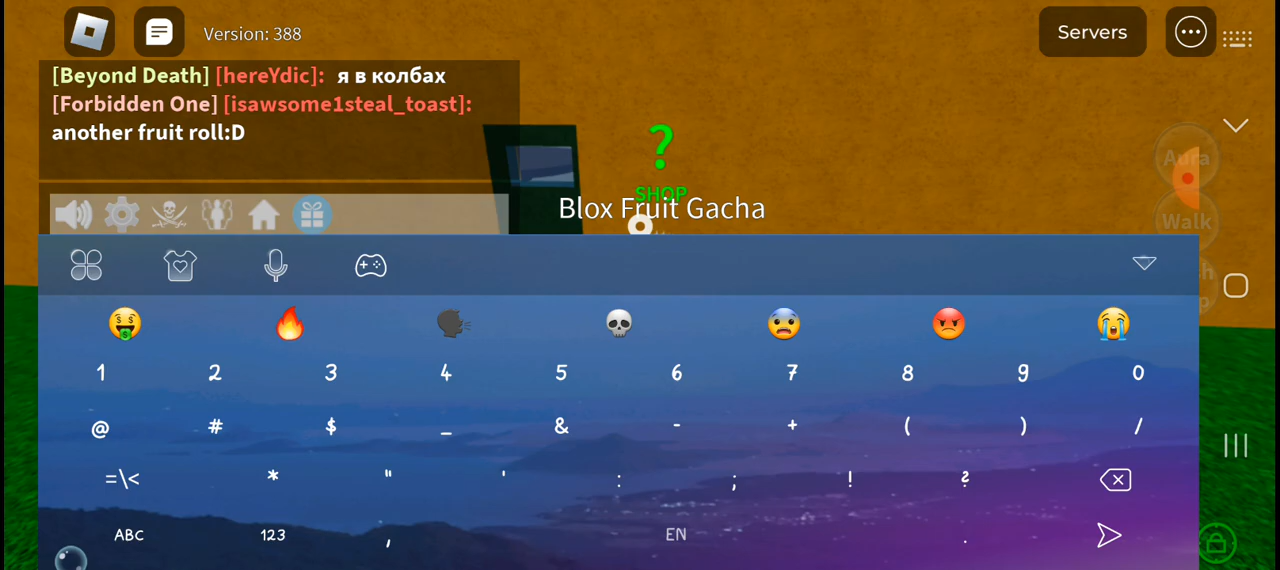 Version: 388
Servers
[Beyond Death] [hereYdic]: я в колбах
[Forbidden One] [isawsome1steal_toast]:
another fruit roll:D
?
SHOP
Blox Fruit Gacha
Aura
Walk
1 2 3 4 5 6 7 8 9 0
@ # $ _ & - + ( ) /
=\< * " ' : ; ! ?
ABC 123 , EN .